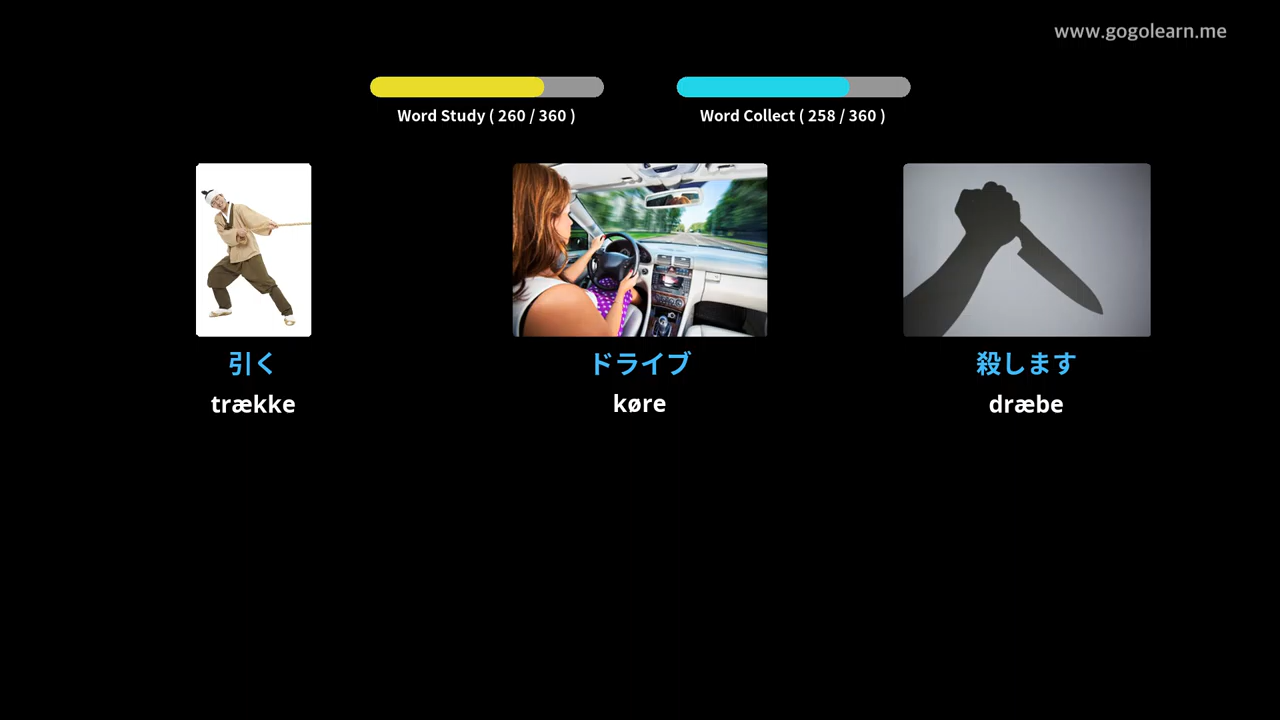 www.gogolearn.me
Word Study ( 260 / 360 )
Word Collect ( 258 / 360 )
引く
ドライブ
殺します
trække
køre
dræbe